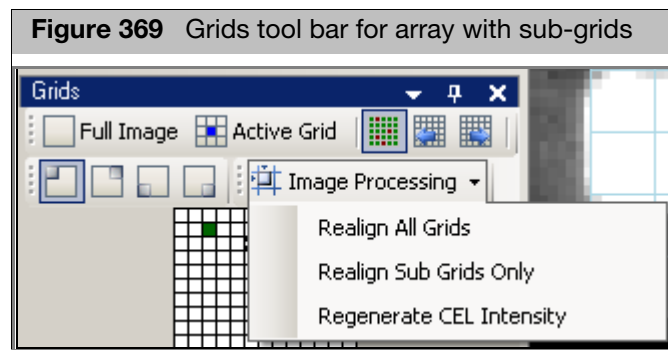 Figure 369 Grids tool bar for array with sub-grids
Grids
Full Image Active Grid
Image Processing
Realign All Grids
Realign Sub Grids Only
Regenerate CEL Intensity